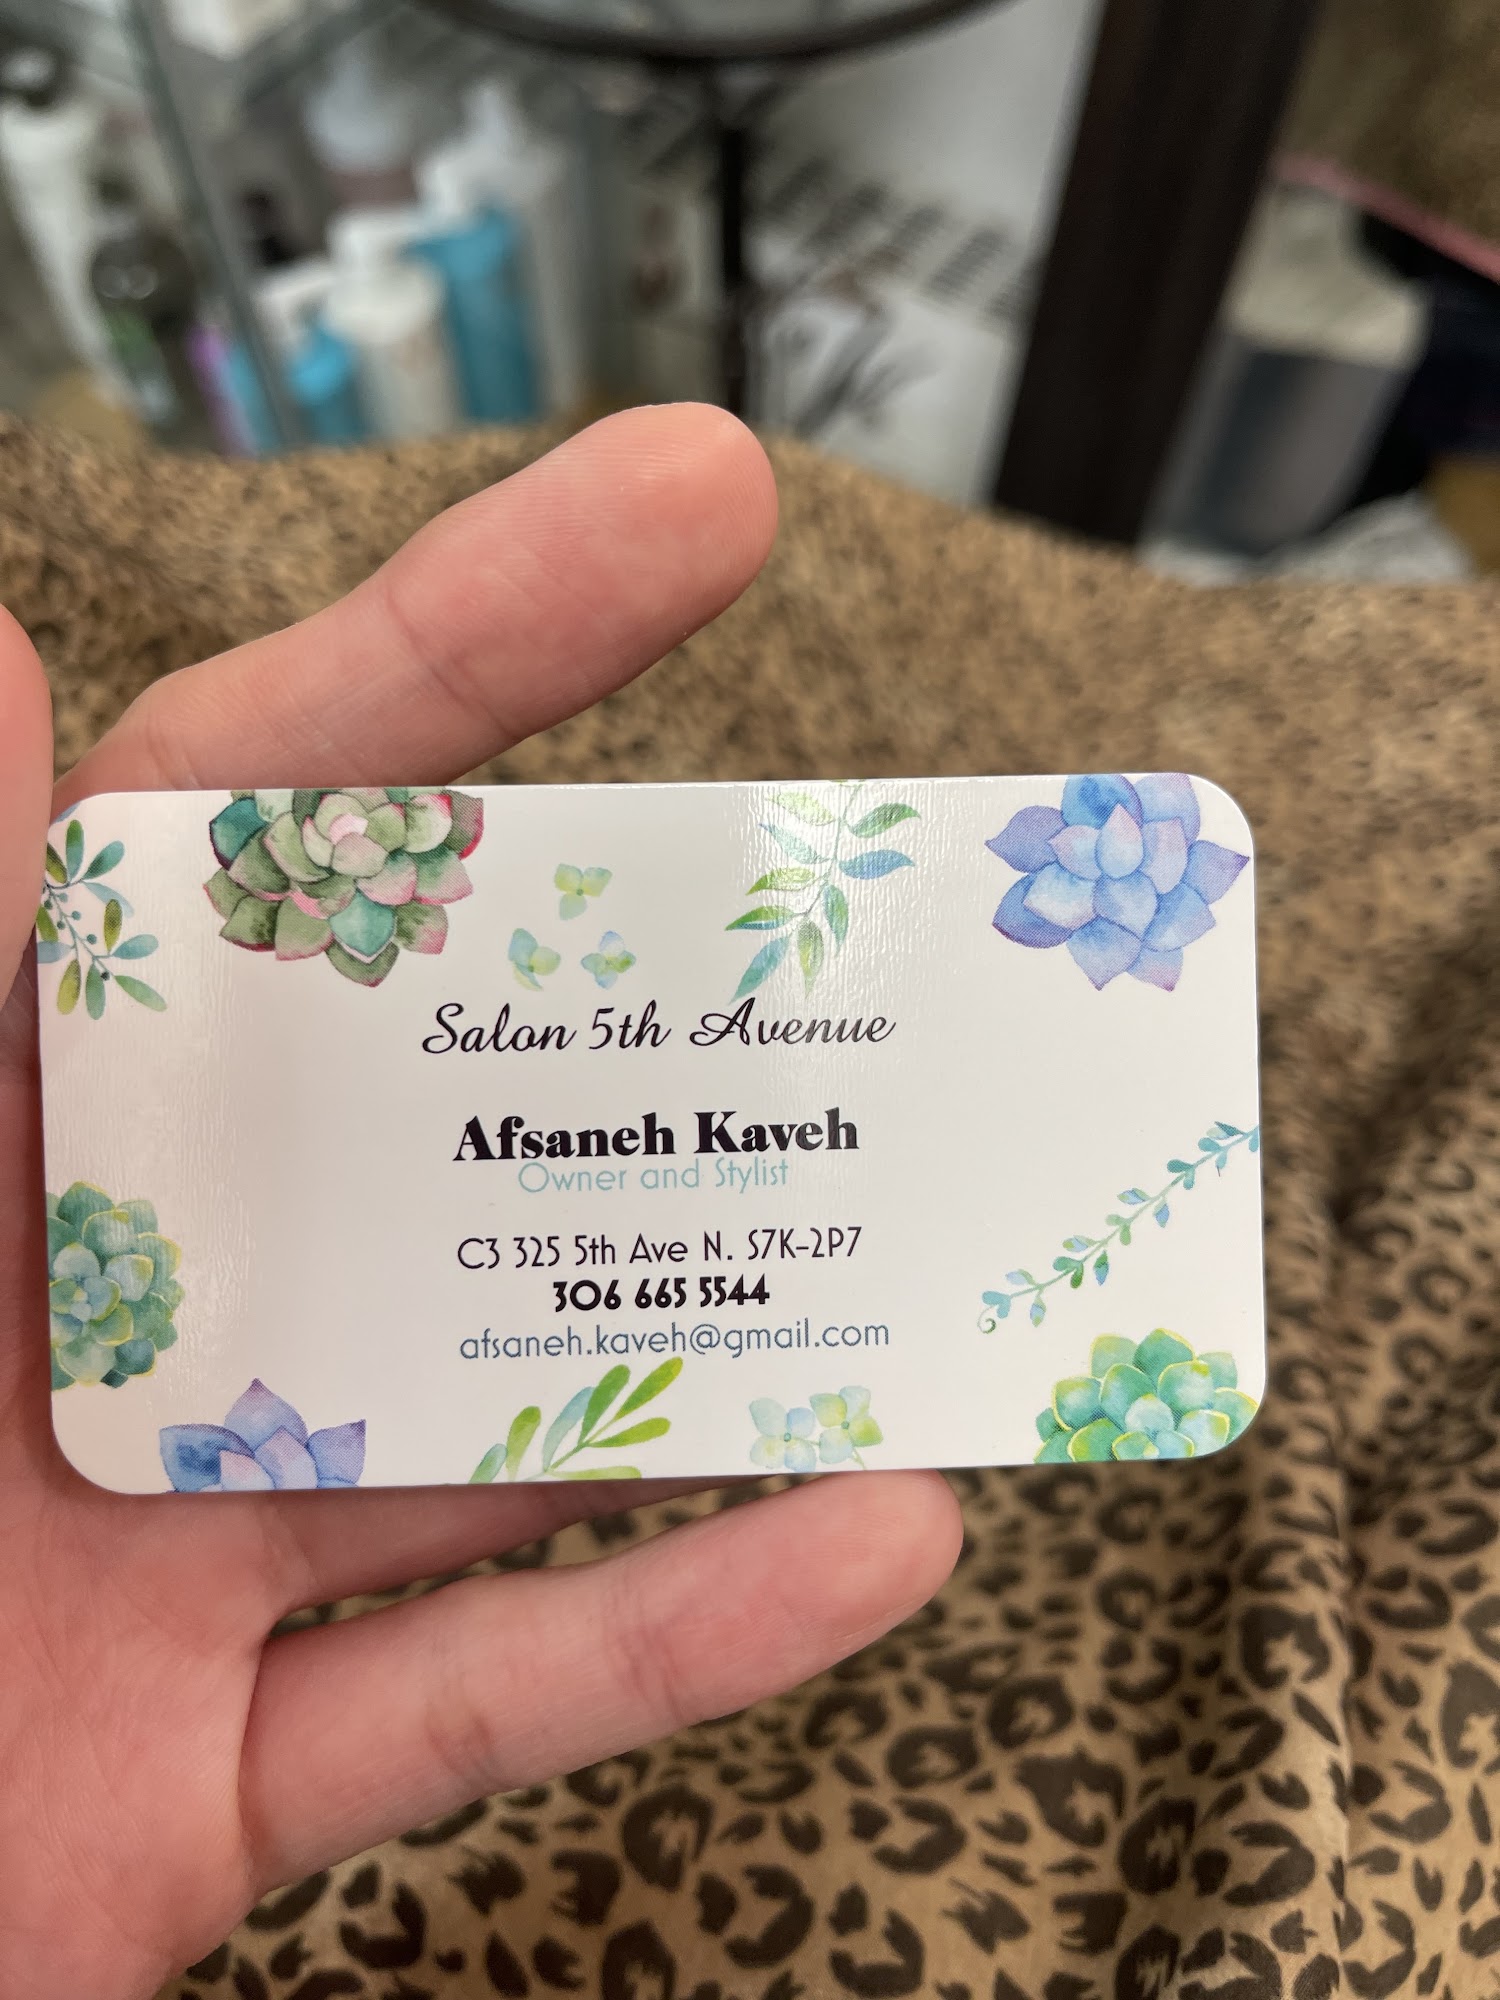 Salon 5th Avenue
Afsaneh Kaveh
Owner and Stylist
C3 325 5th Ave N. S7K-2P7
306 665 5544
afsaneh.kaveh@gmail.com